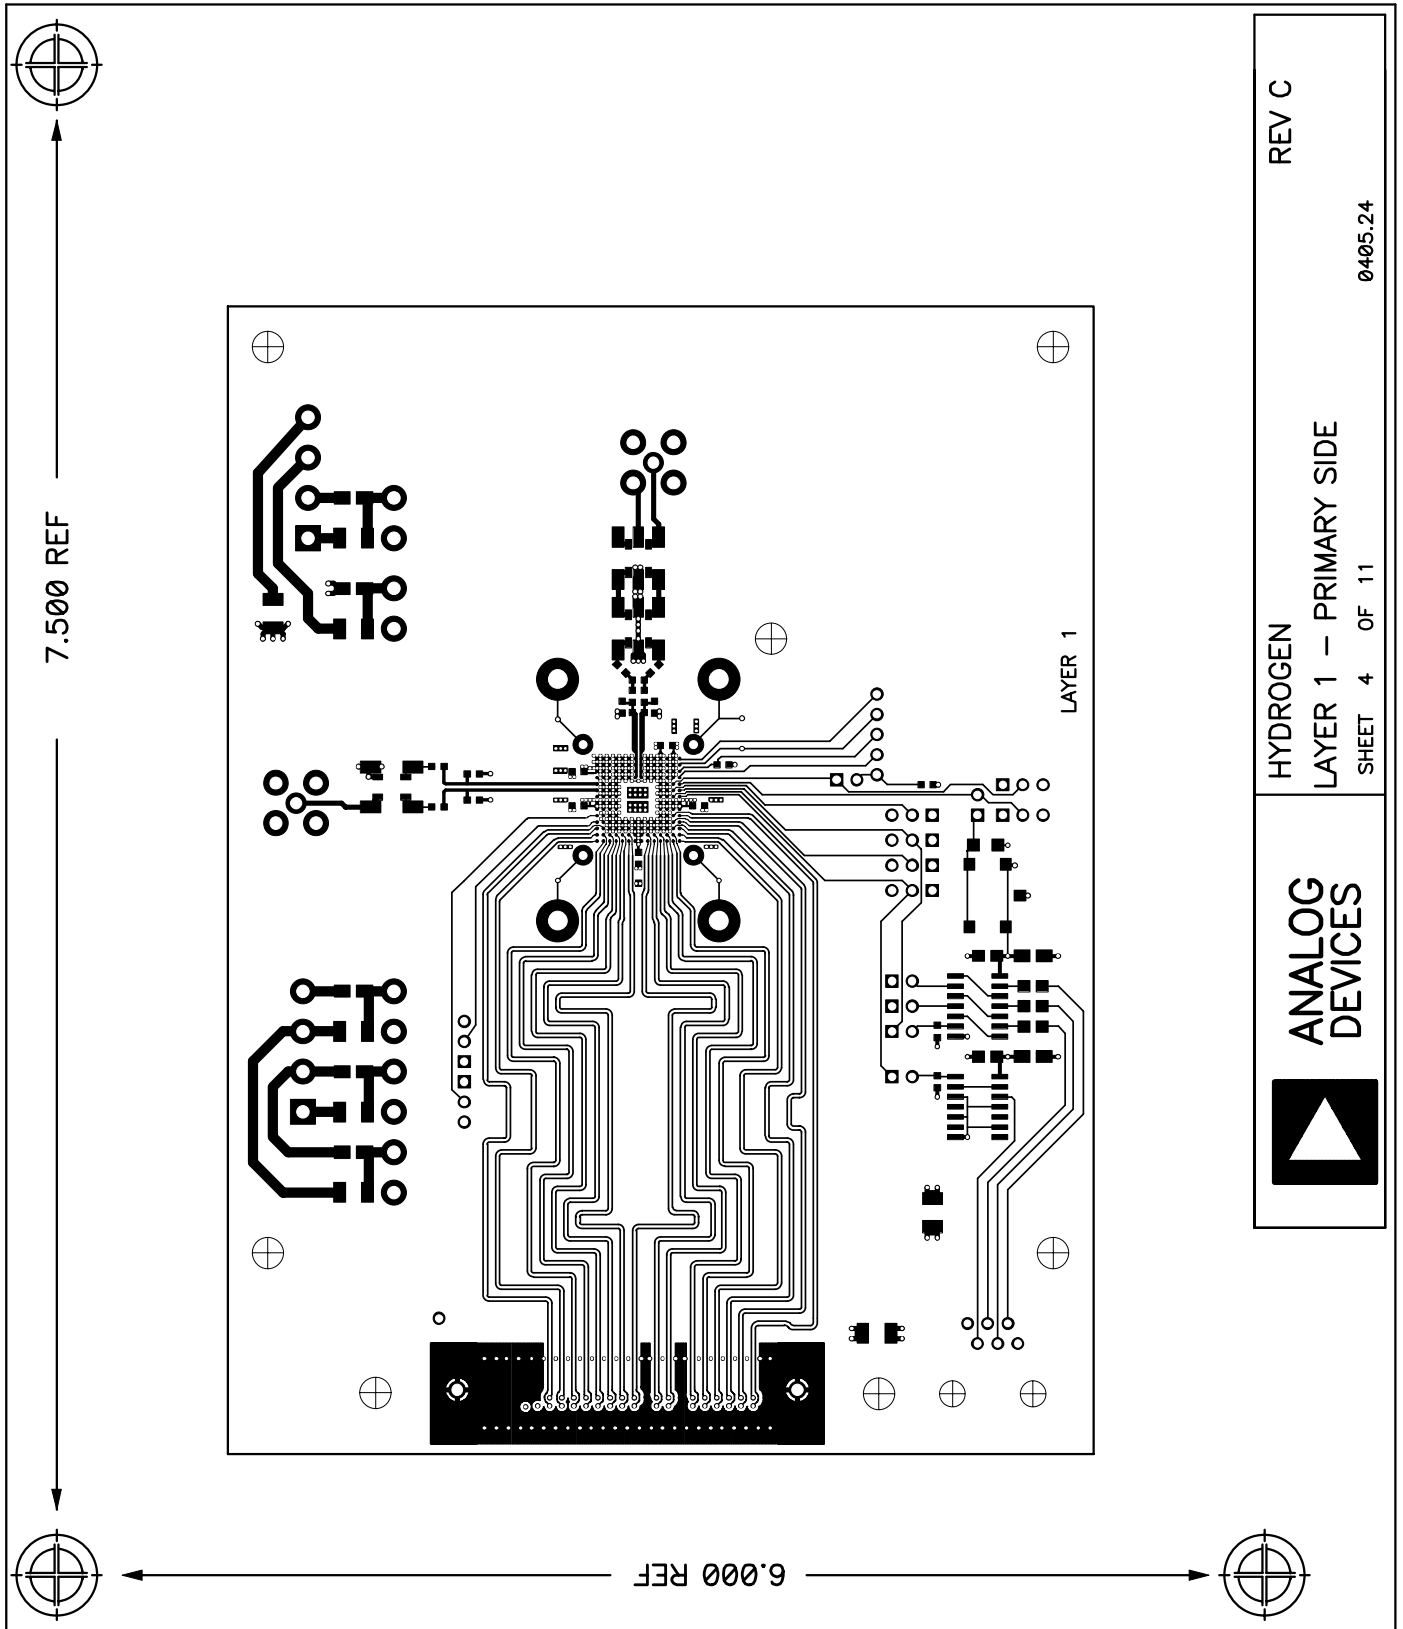 7.500 REF
6.000 REF
LAYER 1
HYDROGEN
REV C
LAYER 1 – PRIMARY SIDE
SHEET 4 OF 11
0405.24
ANALOG
DEVICES